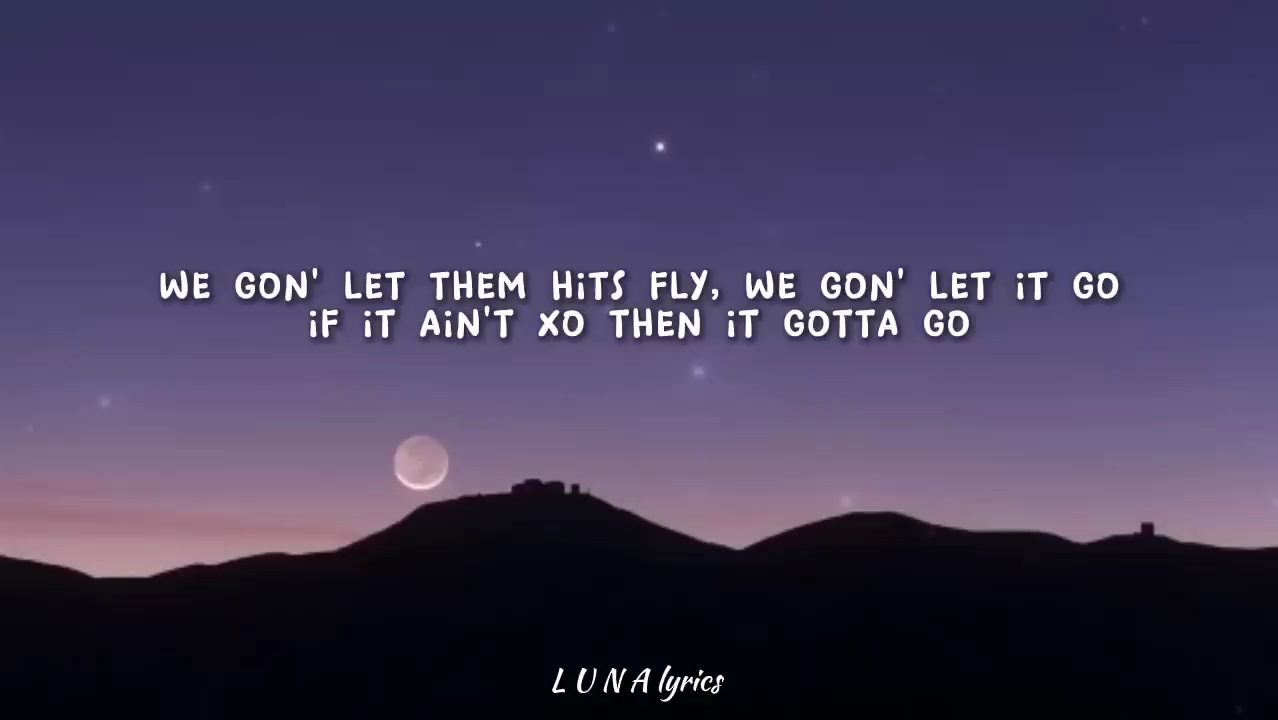 WE GON' LET THEM HiTS FLY, WE GON' LET iT GO
iF iT AiN'T XO THEN iT GOTTA GO
L U N A lyrics